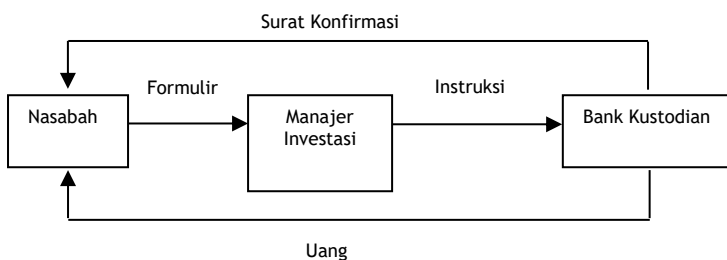 Surat Konfirmasi
Formulir
Instruksi
Nasabah
Manajer
Investasi
Bank Kustodian
Uang